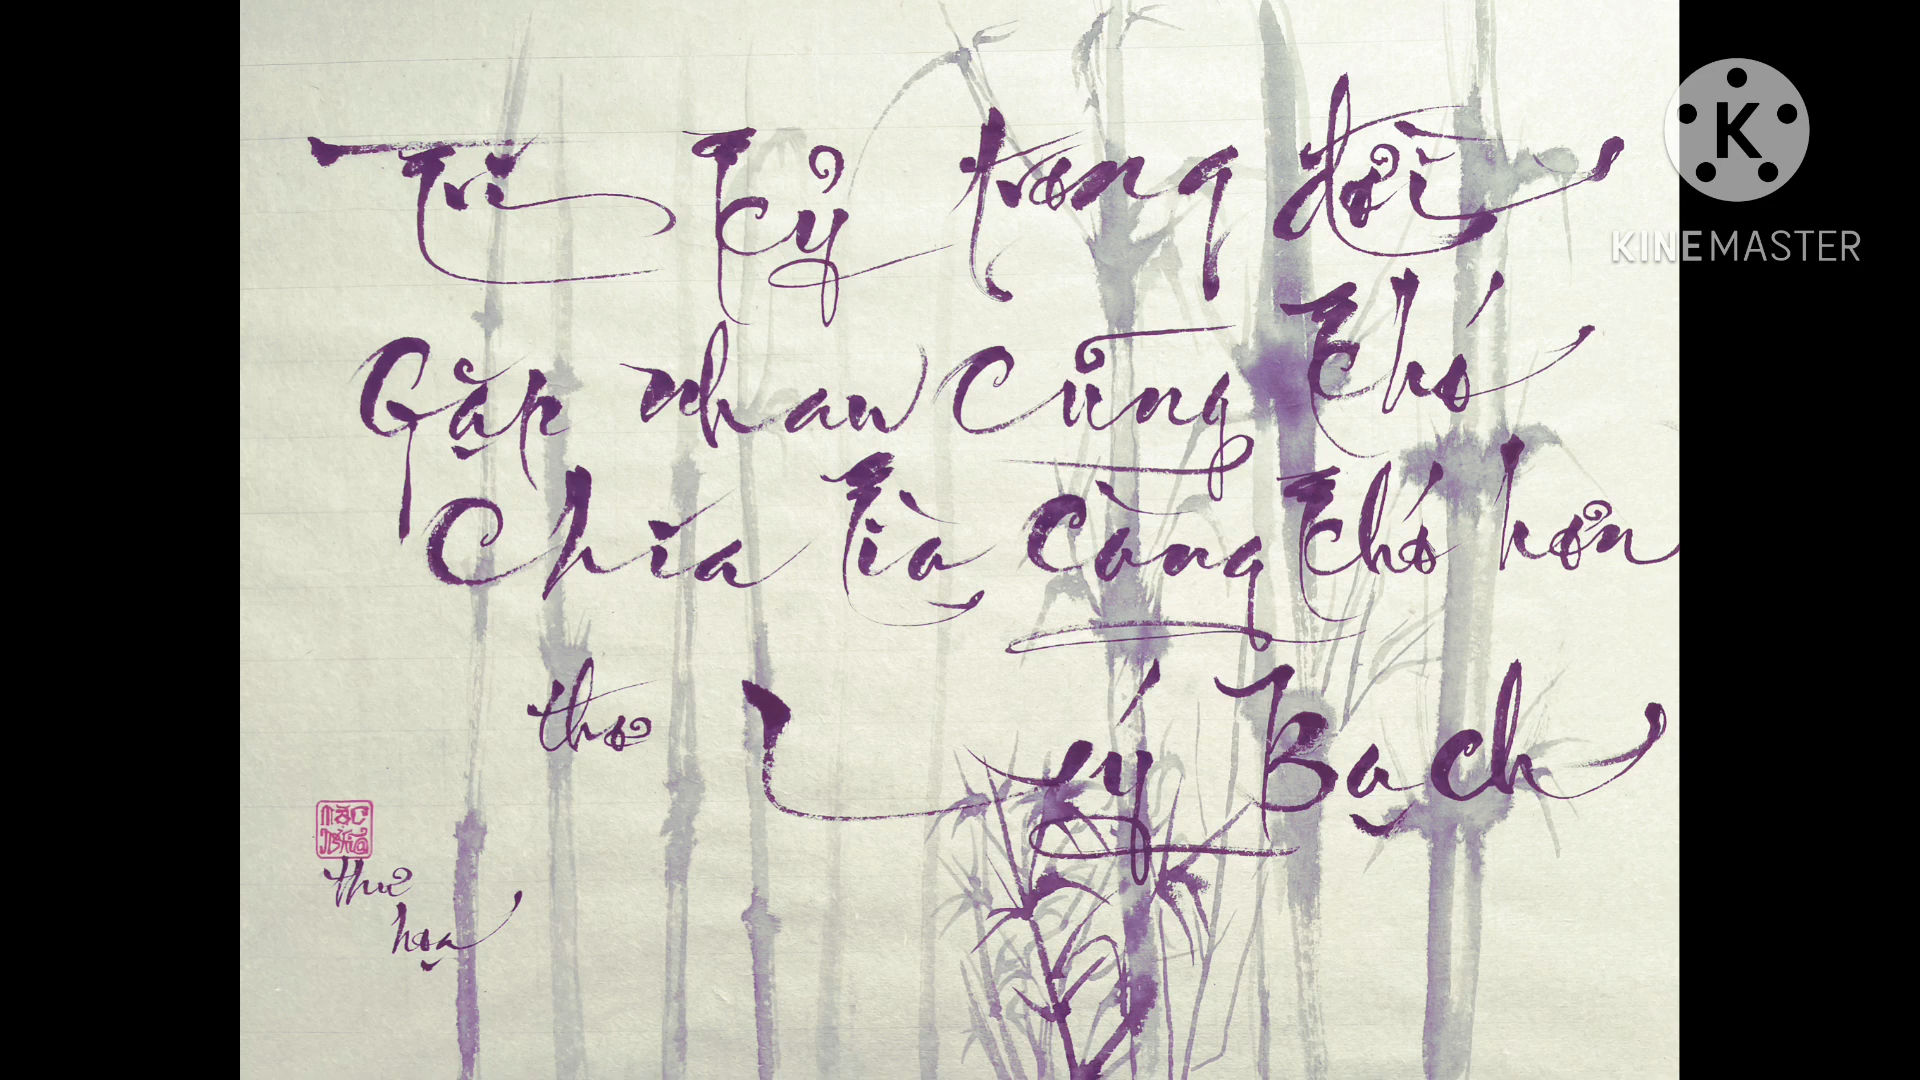 Tri kỷ trong đời
Gặp nhau cũng khó
Chia lìa càng khó hơn
thơ Lý Bạch
thư
họa
K
KINEMASTER